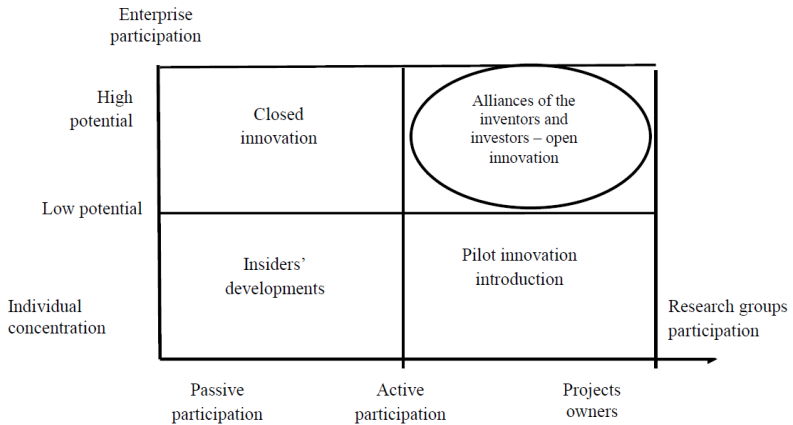 Enterprise
participation
High
potential
Closed
innovation
Alliances of the
inventors and
investors – open
innovation
Low potential
Insiders’
developments
Pilot innovation
introduction
Individual
concentration
Research groups
participation
Passive
participation
Active
participation
Projects
owners